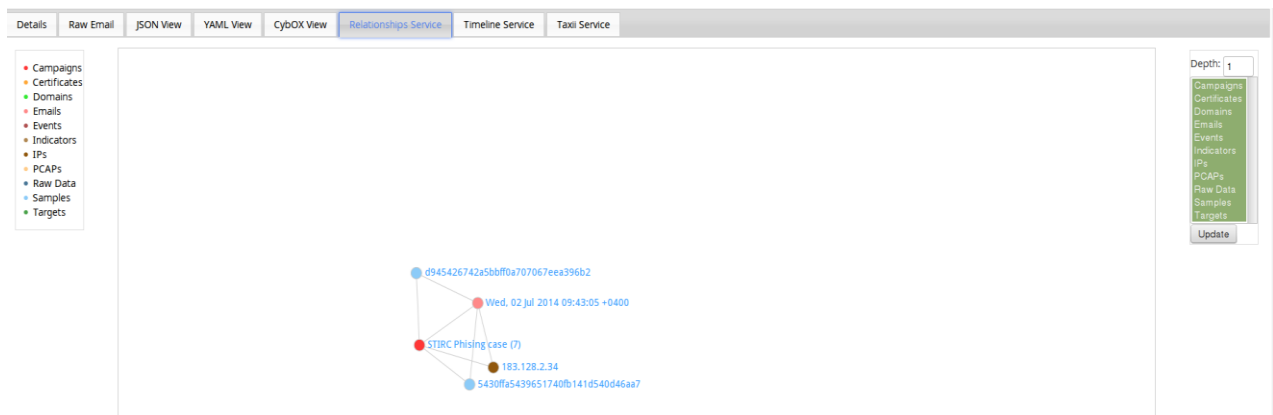 Details
Raw Email
JSON View
YAML View
CybOX View
Relationships Service
Timeline Service
Taxii Service
Campaigns
Certificates
Domains
Emails
Events
Indicators
IPs
PCAPs
Raw Data
Samples
Targets
d945426742a5bbff0a707067eea396b2
Wed, 02 Jul 2014 09:43:05 +0400
STIRC Phising case (7)
183.128.2.34
5430ffa5439651740fb141d540d46aa7
Depth: 1
Campaigns
Certificates
Domains
Emails
Events
Indicators
IPs
PCAPs
Raw Data
Samples
Targets
Update